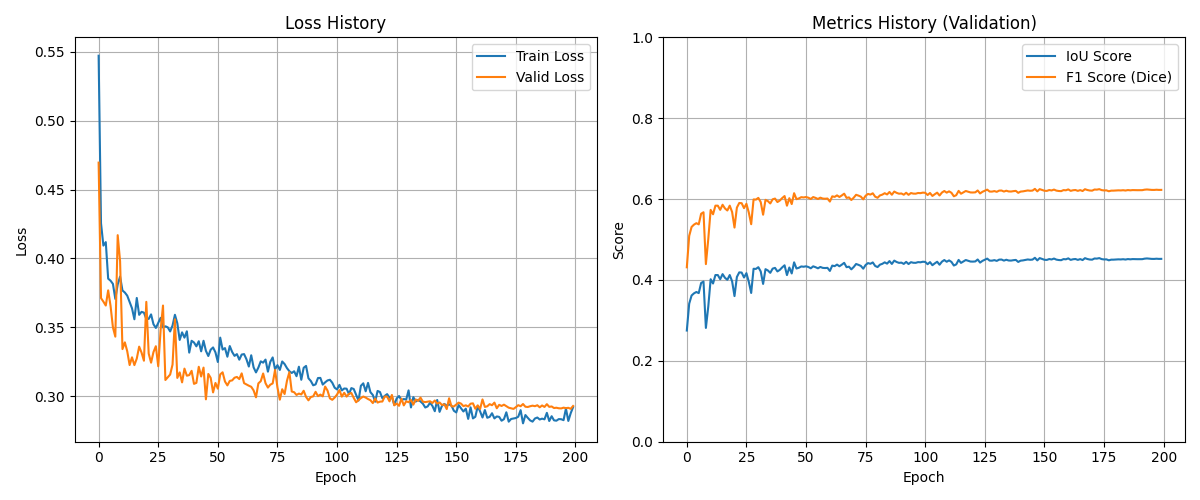 Loss History
Train Loss
Valid Loss
0.55
0.50
0.45
0.40
0.35
0.30
Loss
0 25 50 75 100 125 150 175 200
Epoch
Metrics History (Validation)
IoU Score
F1 Score (Dice)
1.0
0.8
0.6
0.4
0.2
0.0
Score
0 25 50 75 100 125 150 175 200
Epoch